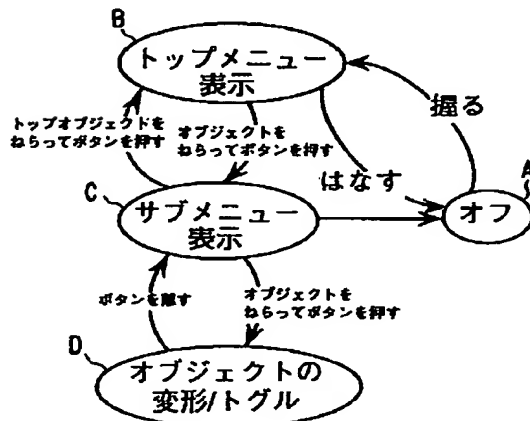 B
トップメニュー
表示
握る
トップオブジェクドを
ねらってボタンを押す
オブジェクトを
ねらってボタンを押す
はなす
A
オフ
C
サブメニュー
表示
ボタンを離す
オブジェクトを
ねらってボタンを押す
D
オブジェクトの
変形/トグル